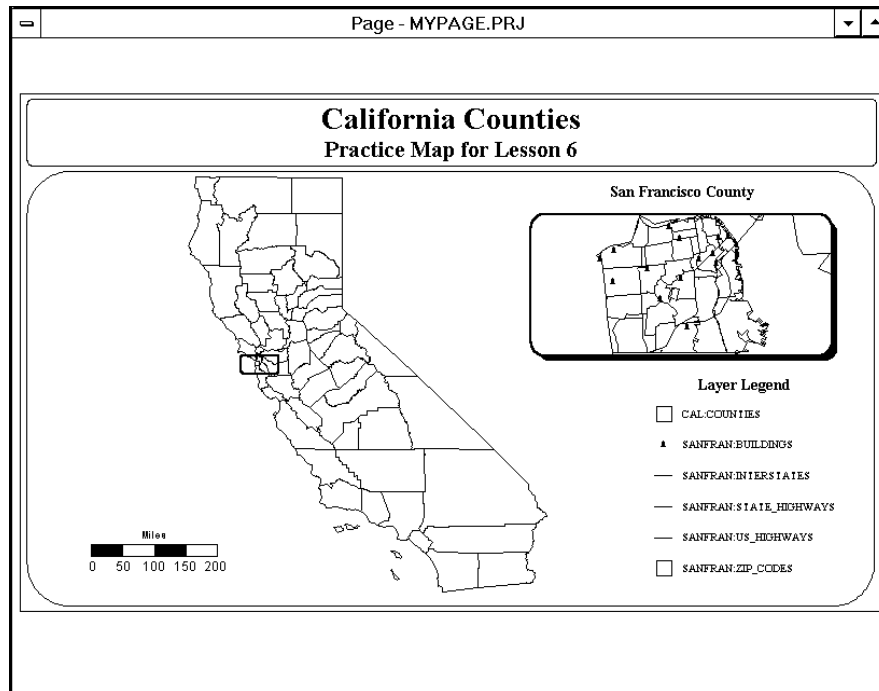 Page - MYPAGE.PRJ
California Counties
Practice Map for Lesson 6
San Francisco County
Layer Legend
CAL:COUNTIES
SANFRAN:BUILDINGS
SANFRAN:INTERSTATES
SANFRAN:STATE_HIGHWAYS
SANFRAN:US_HIGHWAYS
SANFRAN:ZIP_CODES
Miles
0 50 100 150 200